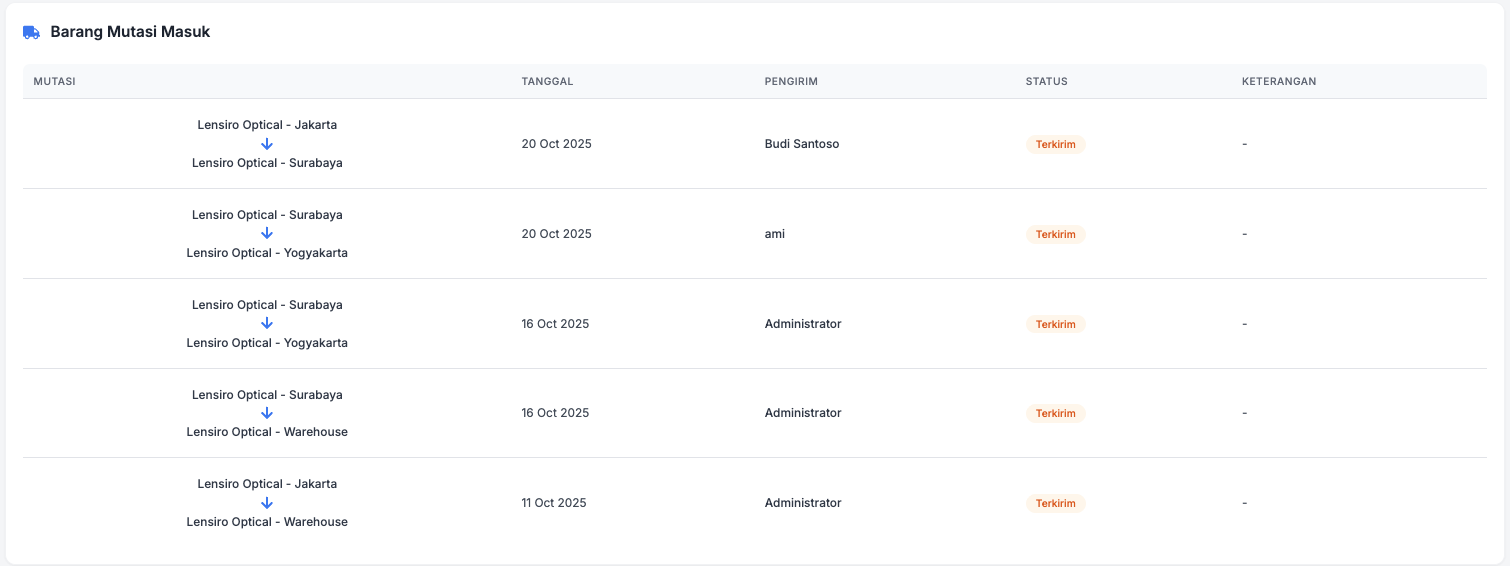 Barang Mutasi Masuk
MUTASI TANGGAL PENGIRIM STATUS KETERANGAN
Lensiro Optical - Jakarta
Lensiro Optical - Surabaya
20 Oct 2025 Budi Santoso Terkirim -
Lensiro Optical - Surabaya
Lensiro Optical - Yogyakarta
20 Oct 2025 ami Terkirim -
Lensiro Optical - Surabaya
Lensiro Optical - Yogyakarta
16 Oct 2025 Administrator Terkirim -
Lensiro Optical - Surabaya
Lensiro Optical - Warehouse
16 Oct 2025 Administrator Terkirim -
Lensiro Optical - Jakarta
Lensiro Optical - Warehouse
11 Oct 2025 Administrator Terkirim -